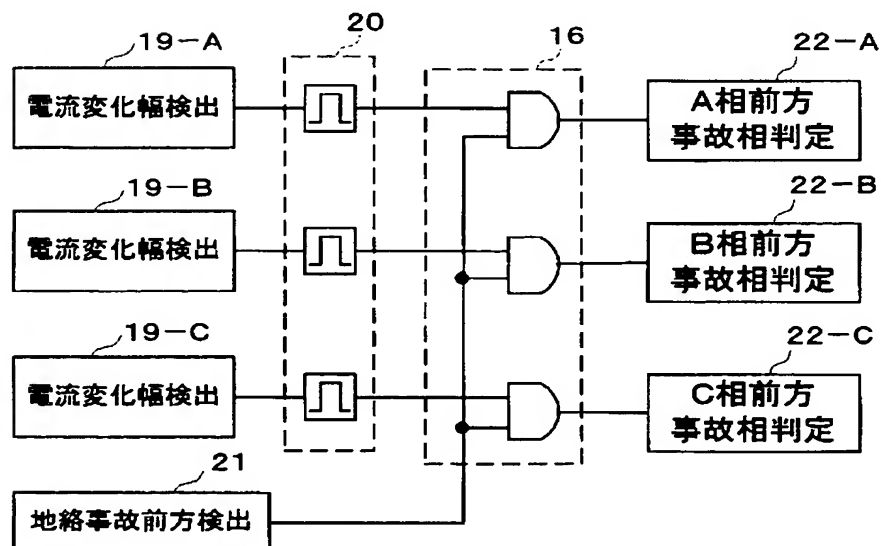 20
16
19-A
電流変化幅検出
22-A
A相前方
事故相判定
19-B
電流変化幅検出
22-B
B相前方
事故相判定
19-C
電流変化幅検出
22-C
C相前方
事故相判定
21
地絡事故前方検出